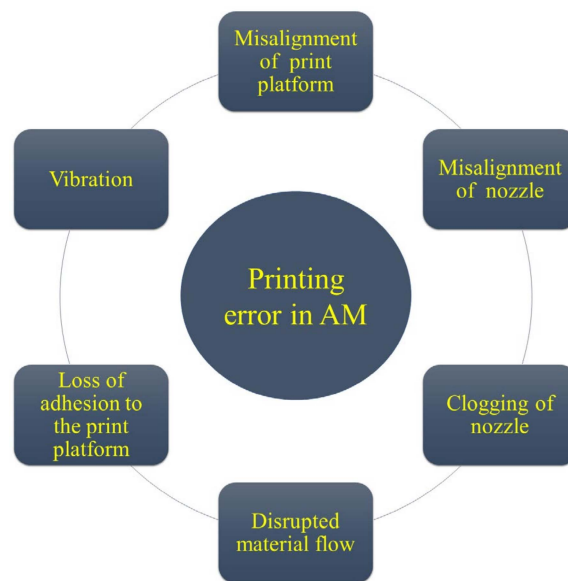 Misalignment
of print
platform
Misalignment
of nozzle
Clogging of
nozzle
Disrupted
material flow
Loss of
adhesion to
the print
platform
Vibration
Printing
error in AM